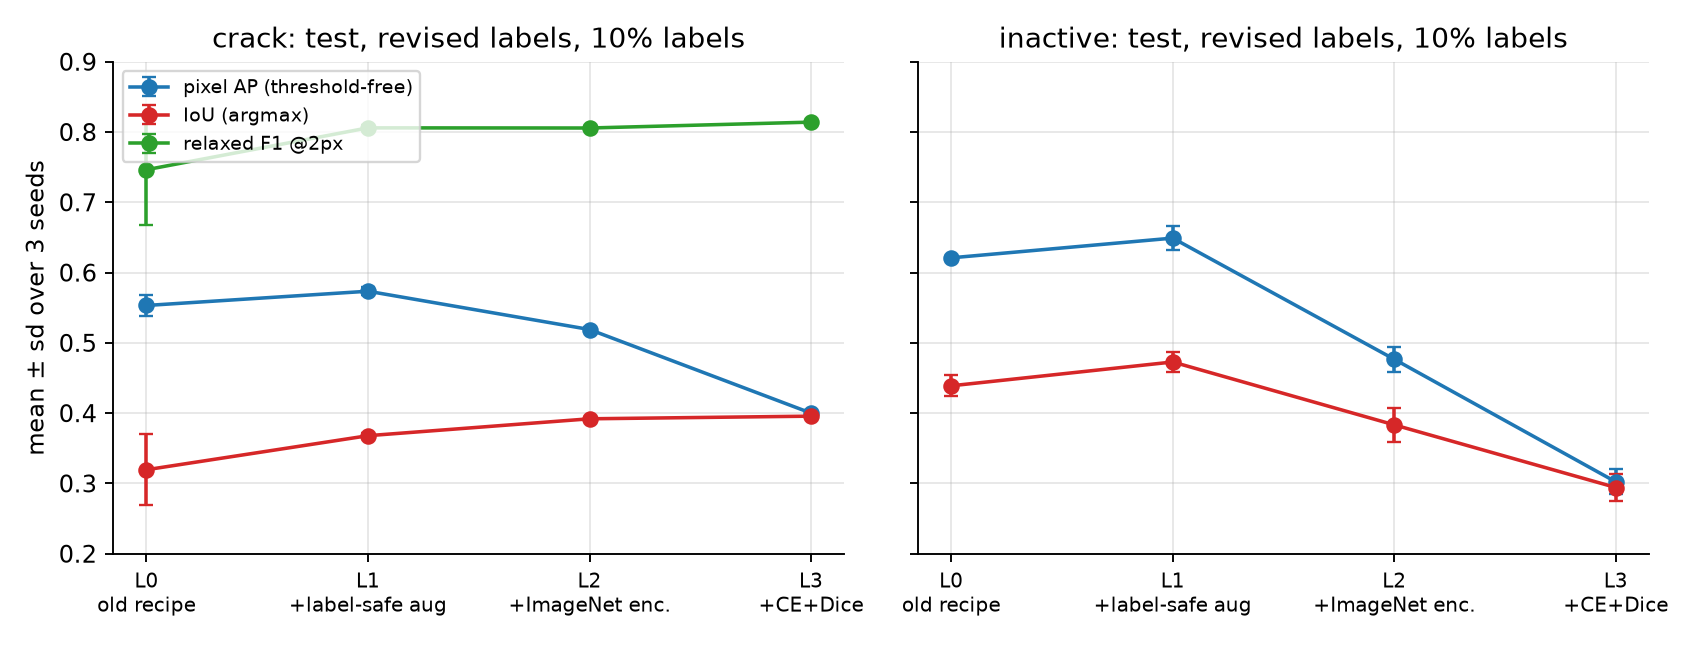 crack: test, revised labels, 10% labels
inactive: test, revised labels, 10% labels
mean ± sd over 3 seeds
0.9
0.8
0.7
0.6
0.5
0.4
0.3
0.2
pixel AP (threshold-free)
IoU (argmax)
relaxed F1 @2px
L0
old recipe
L1
+label-safe aug
L2
+ImageNet enc.
L3
+CE+Dice
L0
old recipe
L1
+label-safe aug
L2
+ImageNet enc.
L3
+CE+Dice